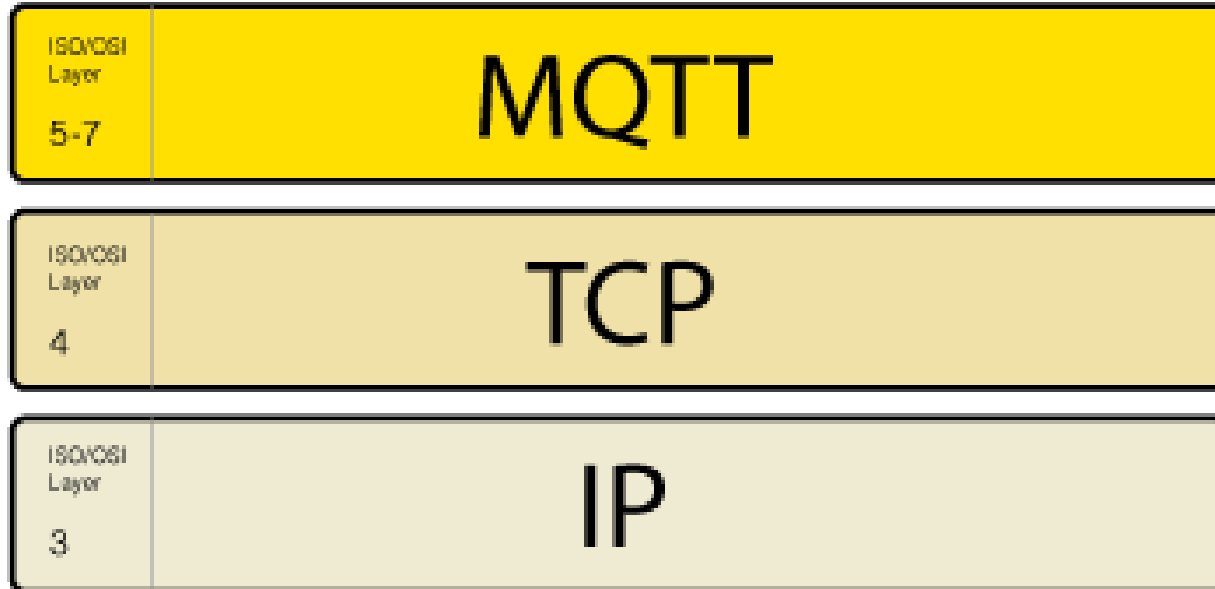 ISO/OSI
Layer
5-7
MQTT
ISO/OSI
Layer
4
TCP
ISO/OSI
Layer
3
IP